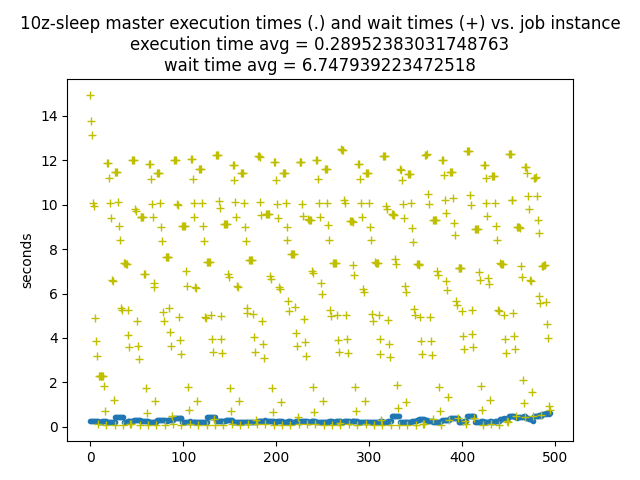 10z-sleep master execution times (.) and wait times (+) vs. job instance
execution time avg = 0.28952383031748763
wait time avg = 6.747939223472518
14
12
10
8
6
4
2
0
seconds
0 100 200 300 400 500